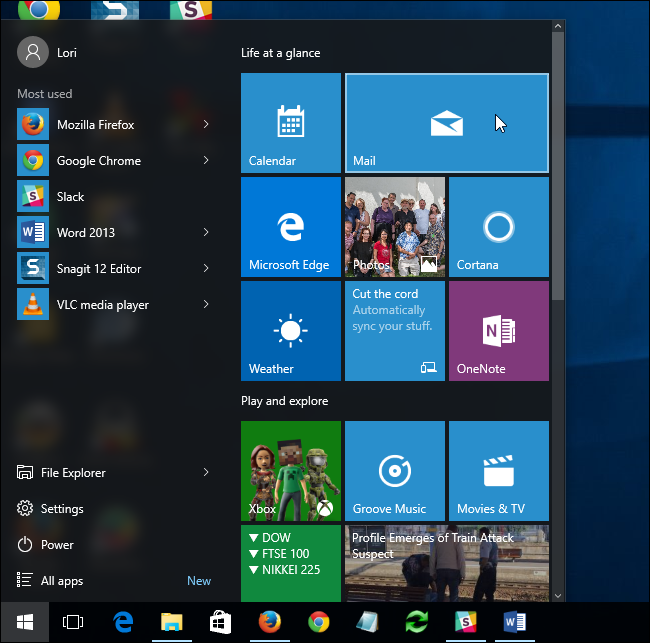 Lori
Most used
Mozilla Firefox
Google Chrome
Slack
Word 2013
Snagit 12 Editor
VLC media player
File Explorer
Settings
Power
All apps
New
Life at a glance
Calendar
Mail
Microsoft Edge
Photos
Cortana
Weather
Cut the cord
Automatically
sync your stuff.
OneNote
Play and explore
Xbox
Groove Music
Movies & TV
▼ DOW
▼ FTSE 100
▼ NIKKEI 225
Profile Emerges of Train Attack
Suspect